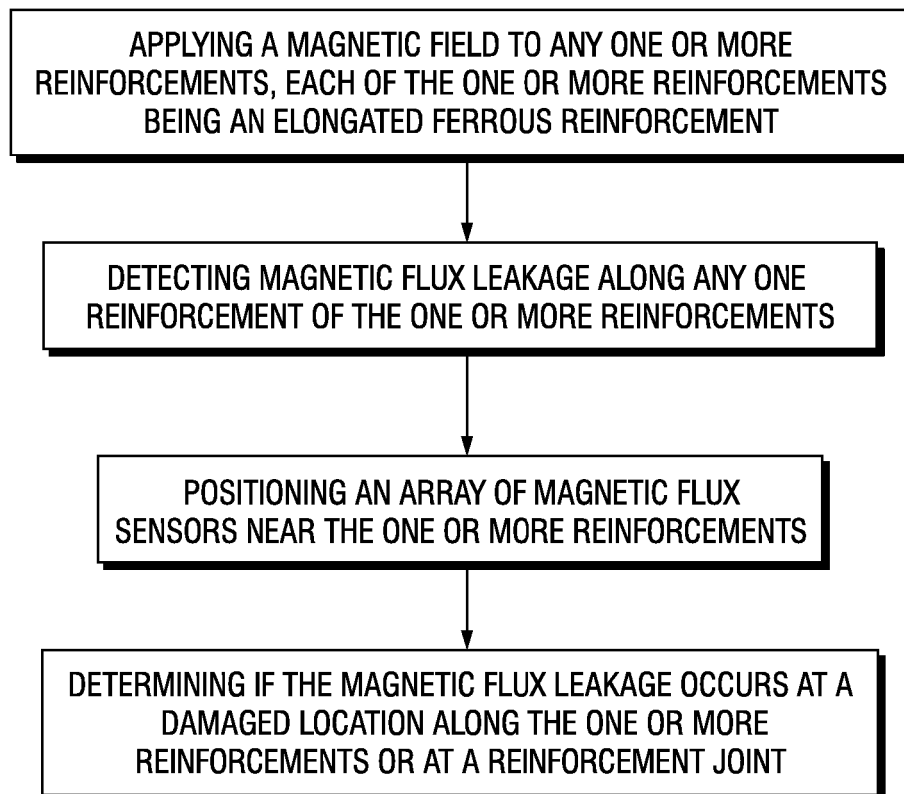 APPLYING A MAGNETIC FIELD TO ANY ONE OR MORE
REINFORCEMENTS, EACH OF THE ONE OR MORE REINFORCEMENTS
BEING AN ELONGATED FERROUS REINFORCEMENT
DETECTING MAGNETIC FLUX LEAKAGE ALONG ANY ONE
REINFORCEMENT OF THE ONE OR MORE REINFORCEMENTS
POSITIONING AN ARRAY OF MAGNETIC FLUX
SENSORS NEAR THE ONE OR MORE REINFORCEMENTS
DETERMINING IF THE MAGNETIC FLUX LEAKAGE OCCURS AT A
DAMAGED LOCATION ALONG THE ONE OR MORE
REINFORCEMENTS OR AT A REINFORCEMENT JOINT